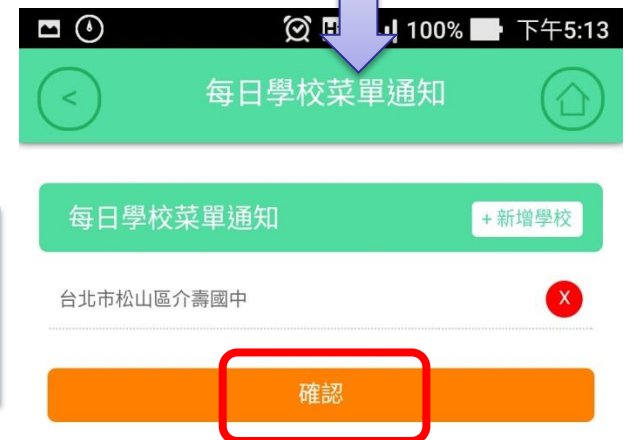 100% 下午5:13
< 每日學校菜單通知
每日學校菜單通知 +新增學校
台北市松山區介壽國中 X
確認